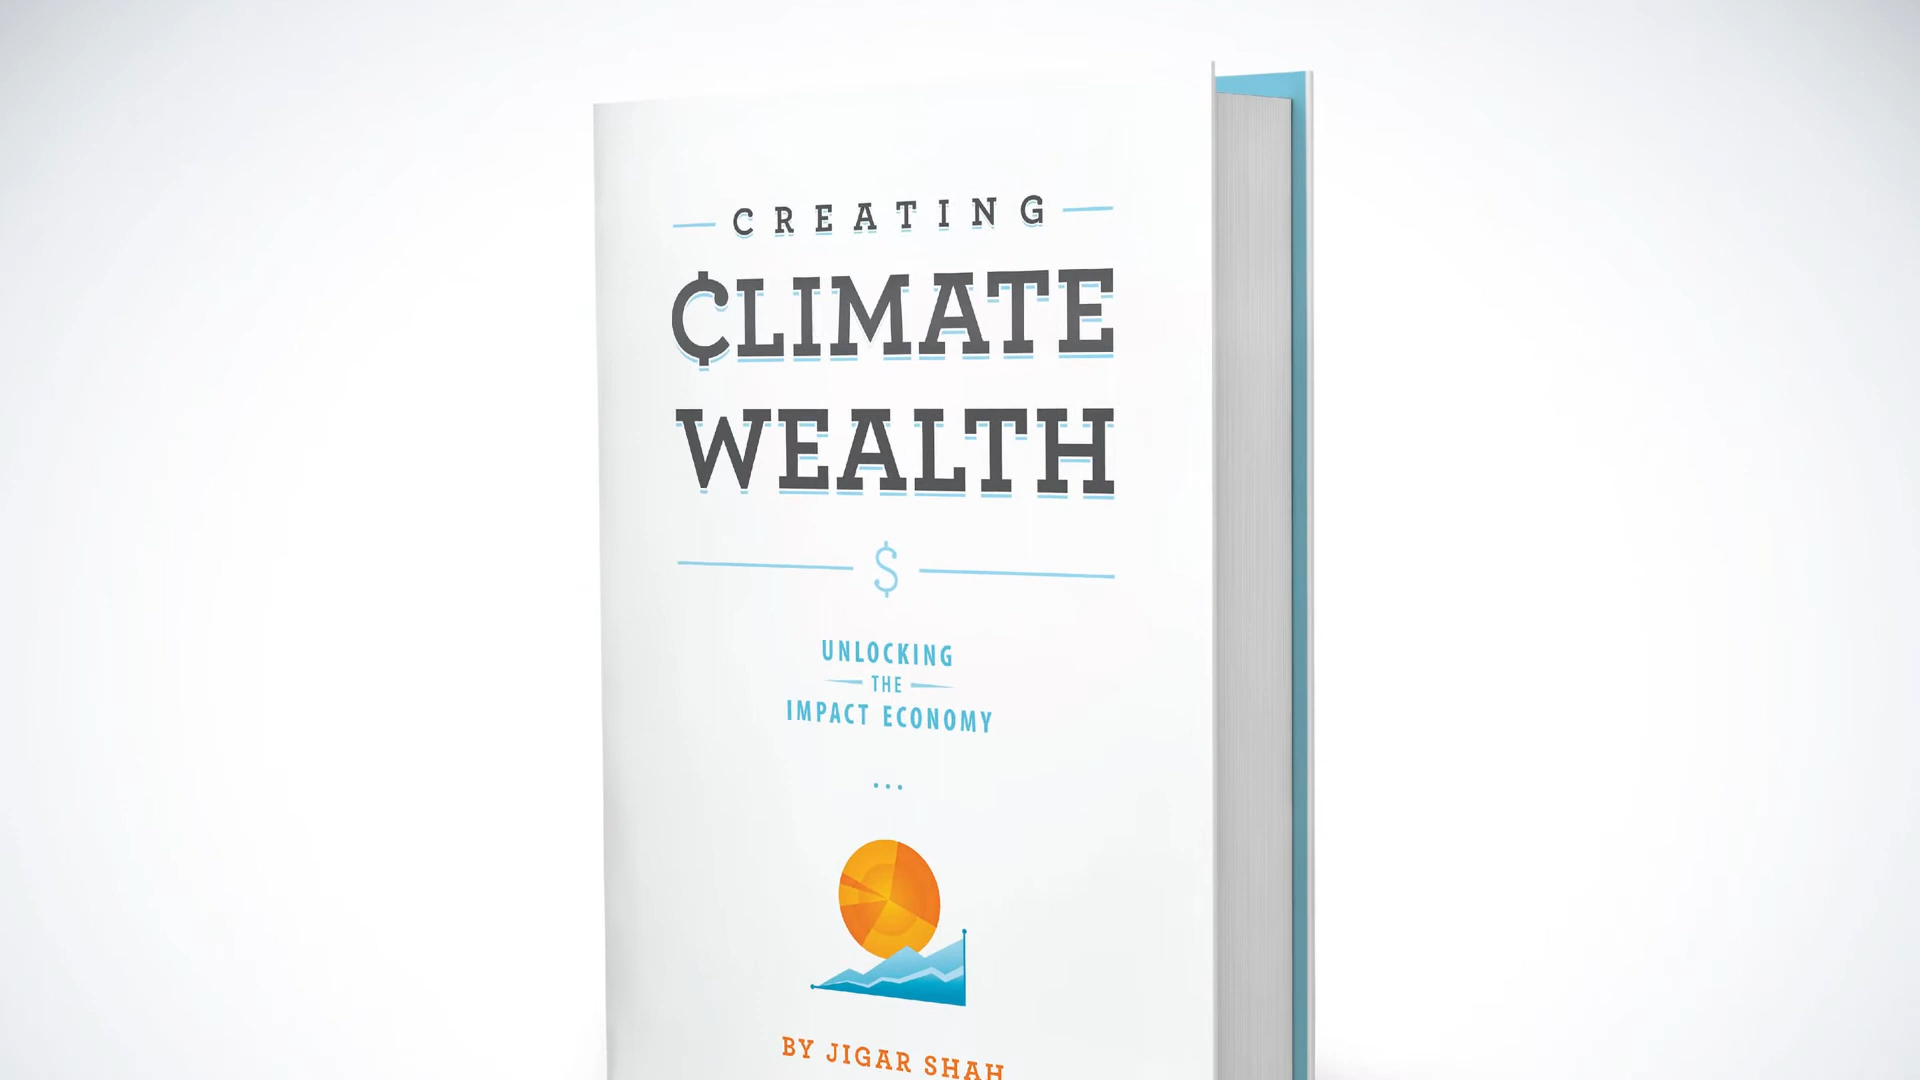 CREATING
CLIMATE
WEALTH
$
UNLOCKING
THE
IMPACT ECONOMY
...
BY JIGAR SHAH